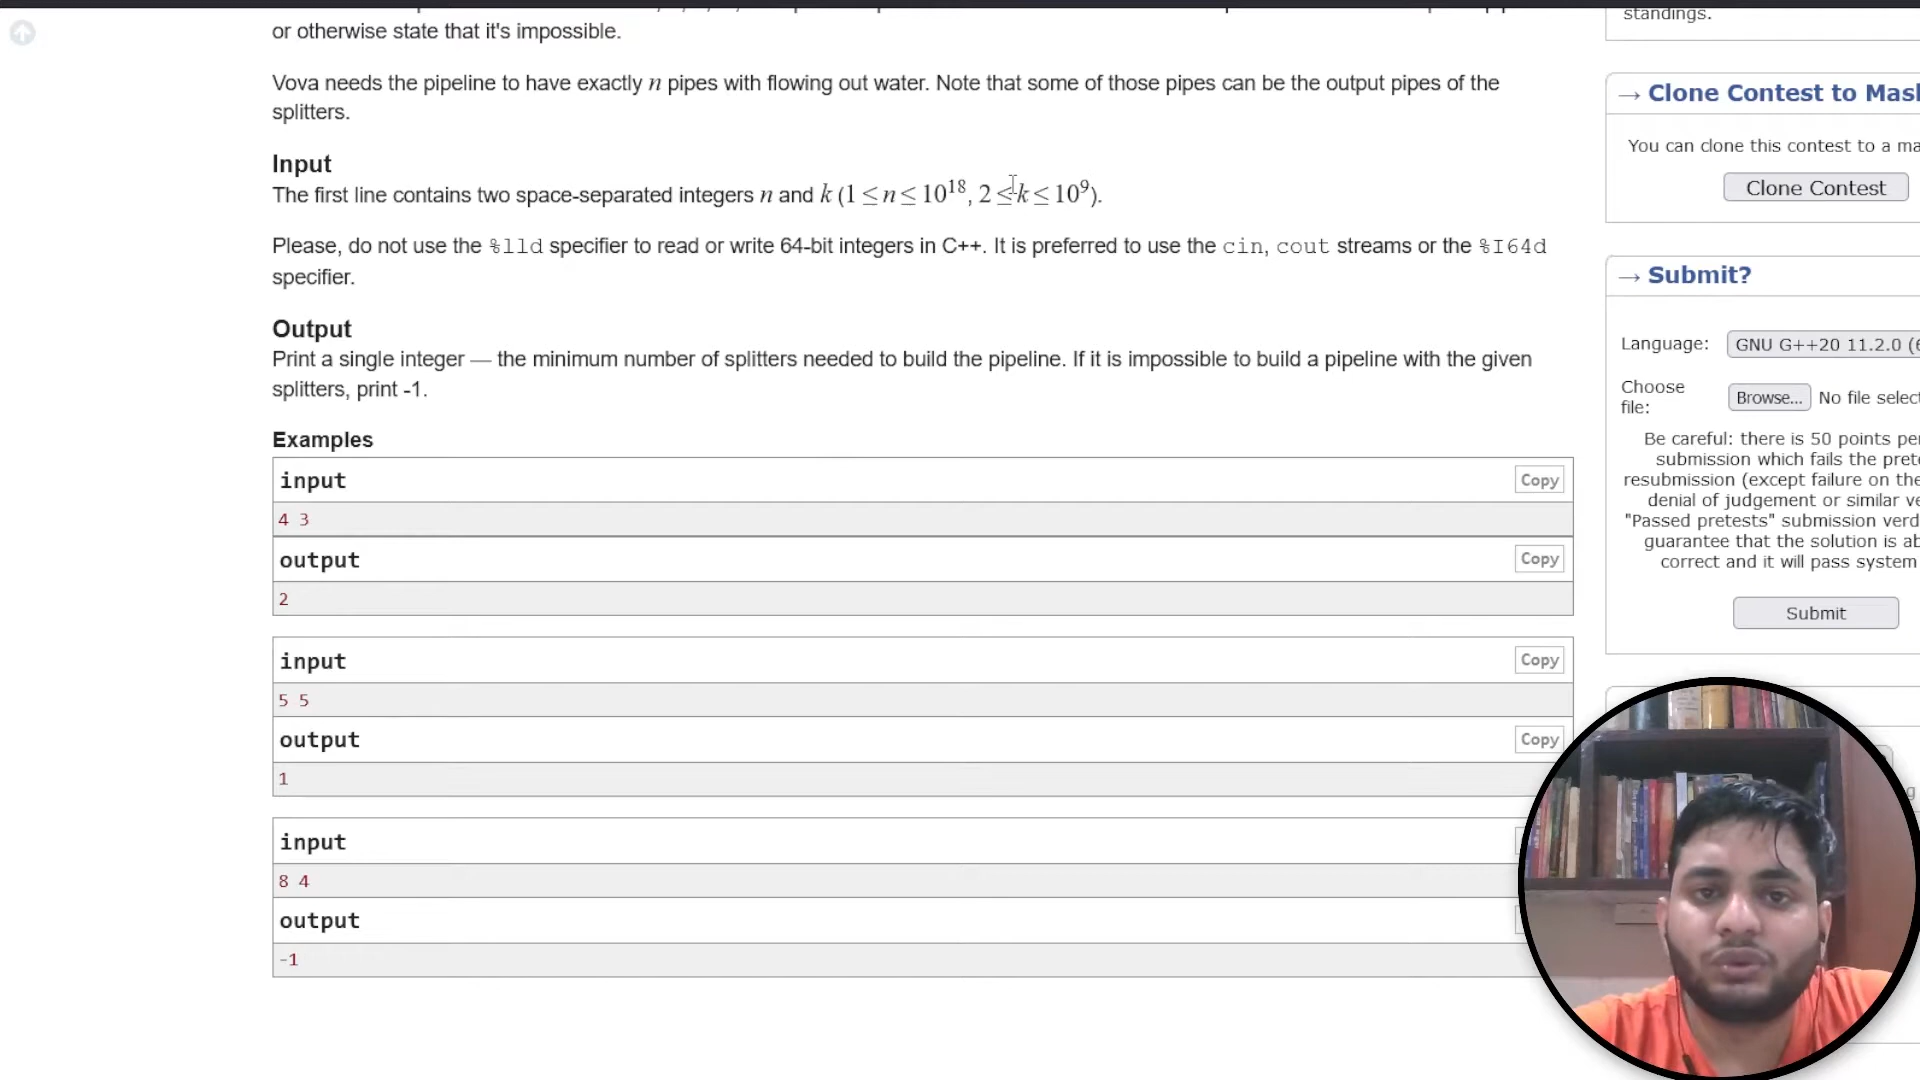 or otherwise state that it's impossible.
Vova needs the pipeline to have exactly n pipes with flowing out water. Note that some of those pipes can be the output pipes of the
splitters.
Input
The first line contains two space-separated integers n and k (1 ≤ n ≤ 10^18, 2 ≤ k ≤ 10^9).
Please, do not use the %lld specifier to read or write 64-bit integers in C++. It is preferred to use the cin, cout streams or the %I64d
specifier.
Output
Print a single integer — the minimum number of splitters needed to build the pipeline. If it is impossible to build a pipeline with the given
splitters, print -1.
Examples
input
Copy
4 3
output
Copy
2
input
Copy
5 5
output
Copy
1
input
8 4
output
-1
standings.
→ Clone Contest to
You can clone this contest to a
Clone Contest
→ Submit?
Language:
GNU G++20 11.2.0
Choose
file:
Browse...
No file
Be careful: there is 50 points
submission which fails the
resubmission (except failure on the
denial of judgement or similar
"Passed pretests" submission
guarantee that the solution is
correct and it will pass system
Submit